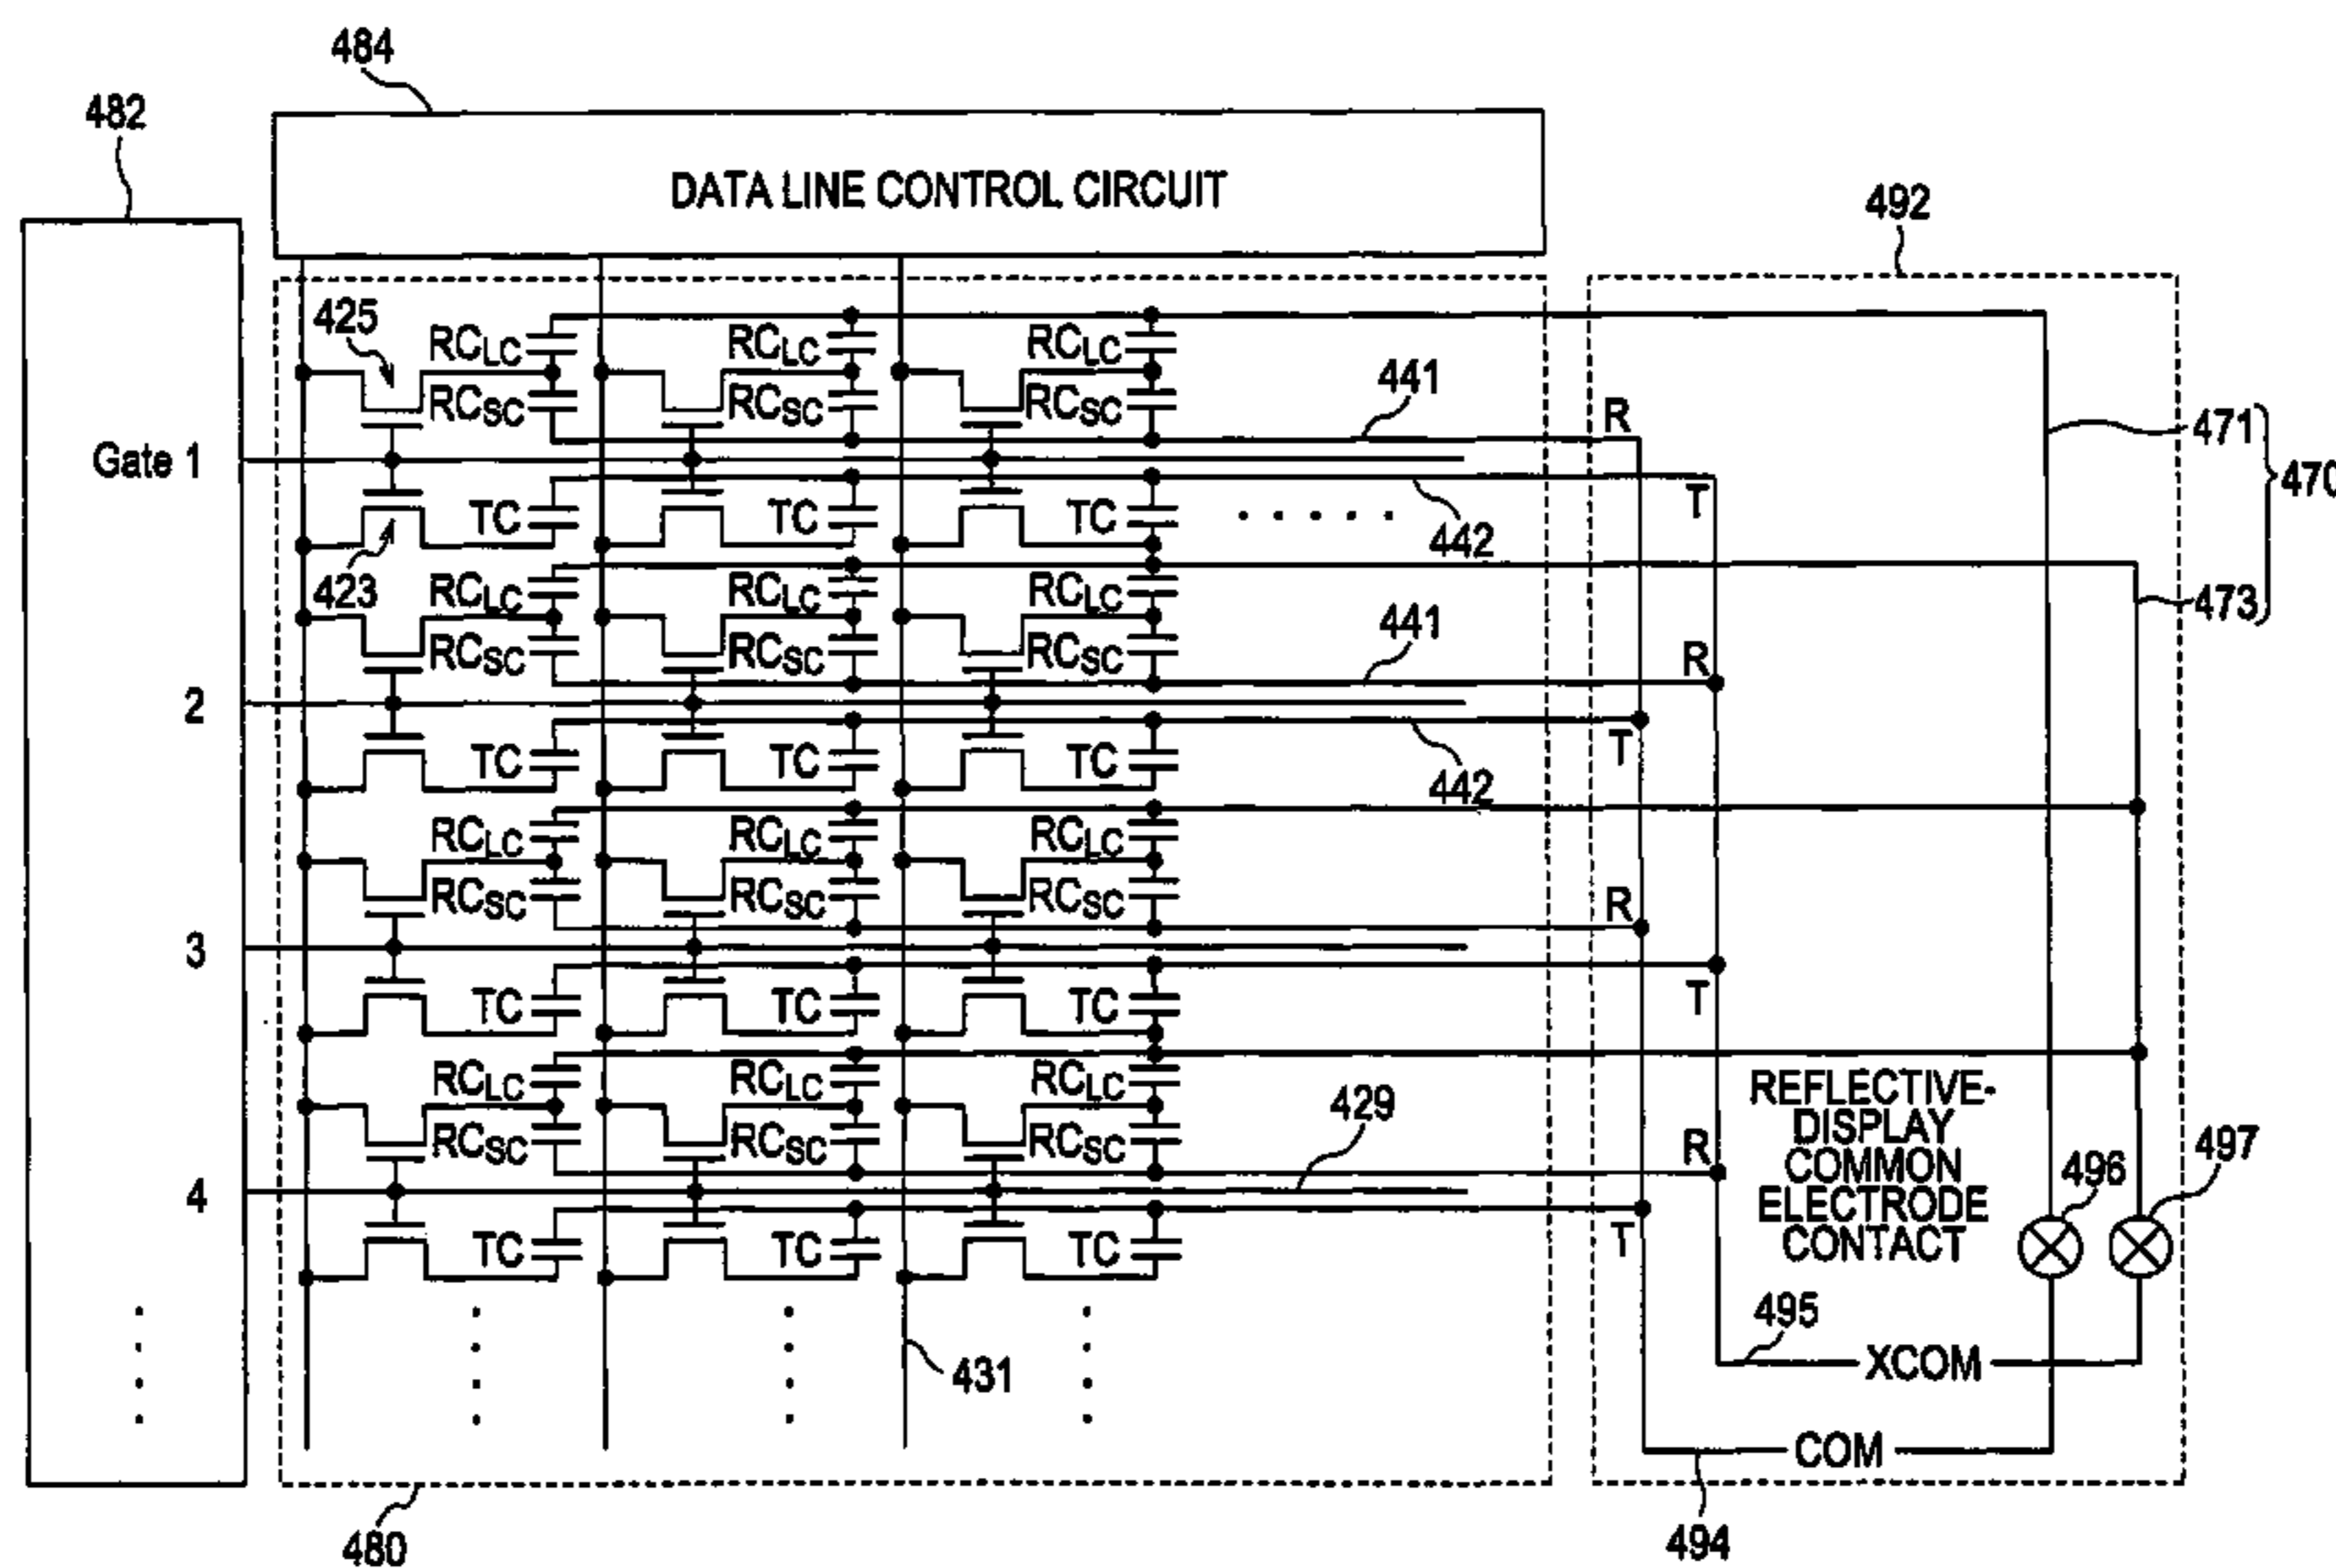 484
482
DATA LINE CONTROL CIRCUIT
492
425 RCLC RCLC RCLC
RCSC RCSC RCSC 441 R
471
470
Gate 1
TC TC TC . . . . . 442 T
423 RCLC RCLC RCLC
473
RCSC RCSC RCSC 441 R
2
TC TC TC 442 T
RCLC RCLC RCLC
RCSC RCSC RCSC R
3
TC TC TC T
RCLC RCLC RCLC
RCSC RCSC RCSC 429 R
REFLECTIVE-
DISPLAY
COMMON
ELECTRODE
CONTACT
496
497
4
TC TC TC T
495
XCOM
431
COM
480
494